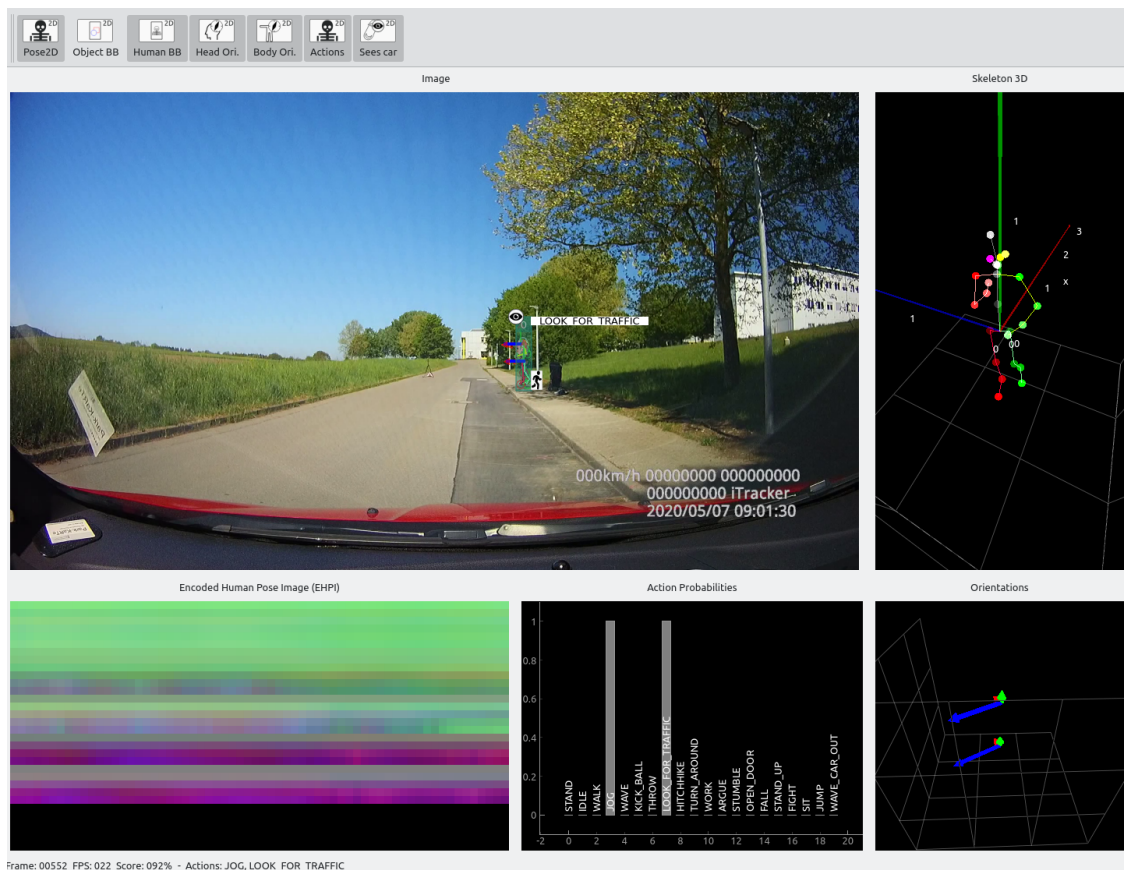 2D 2D 2D 2D 2D 2D 2D
Pose2D Object BB Human BB Head Ori. Body Ori. Actions Sees car
Image
Skeleton 3D
LOOK_FOR_TRAFFIC
000km/h 00000000 000000000
000000000 iTracker
2020/05/07 09:01:30
1
3
2
x
1
1
0
00
Encoded Human Pose Image (EHPI)
Action Probabilities
Orientations
1
0.8
0.6
0.4
0.2
0
STAND
IDLE
WALK
JOG
WAVE
KICK_BALL
THROW
LOOK_FOR_TRAFFIC
HITCHHIKE
TURN_AROUND
WORK
ARGUE
STUMBLE
OPEN_DOOR
FALL
STAND_UP
FIGHT
SIT
JUMP
WAVE_CAR_OUT
-2 0 2 4 6 8 10 12 14 16 18 20
Frame: 00552 FPS: 022 Score: 092% - Actions: JOG, LOOK_FOR_TRAFFIC